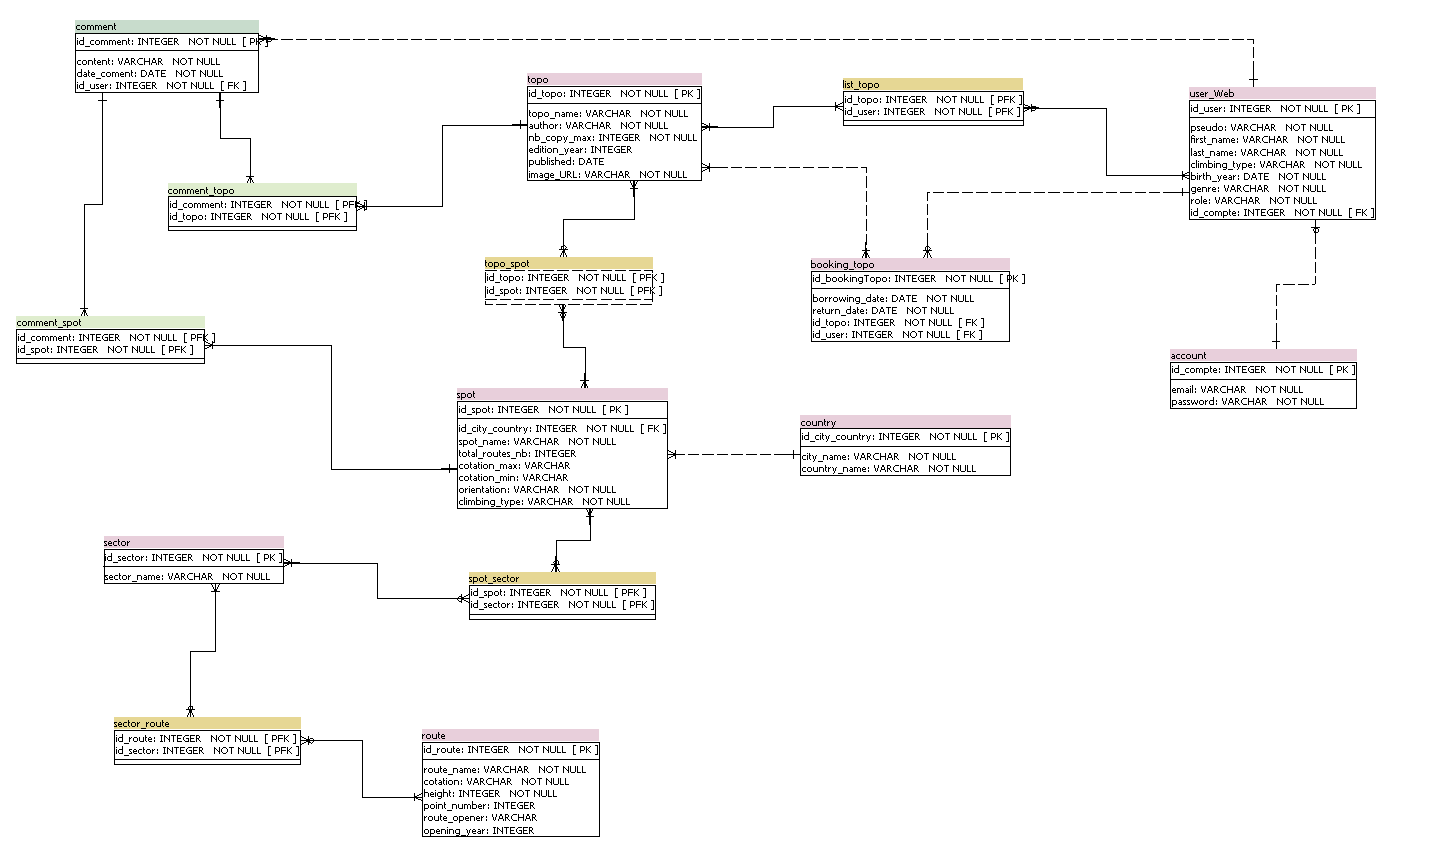 comment
id_comment: INTEGER NOT NULL [ PK ]
content: VARCHAR NOT NULL
date_coment: DATE NOT NULL
id_user: INTEGER NOT NULL [ FK ]
topo
id_topo: INTEGER NOT NULL [ PK ]
topo_name: VARCHAR NOT NULL
author: VARCHAR NOT NULL
nb_copy_max: INTEGER NOT NULL
edition_year: INTEGER
published: DATE
image_URL: VARCHAR NOT NULL
list_topo
id_topo: INTEGER NOT NULL [ PFK ]
id_user: INTEGER NOT NULL [ PFK ]
user_Web
id_user: INTEGER NOT NULL [ PK ]
pseudo: VARCHAR NOT NULL
first_name: VARCHAR NOT NULL
last_name: VARCHAR NOT NULL
climbing_type: VARCHAR NOT NULL
birth_year: DATE NOT NULL
genre: VARCHAR NOT NULL
role: VARCHAR NOT NULL
id_compte: INTEGER NOT NULL [ FK ]
comment_topo
id_comment: INTEGER NOT NULL [ PFK ]
id_topo: INTEGER NOT NULL [ PFK ]
topo_spot
id_topo: INTEGER NOT NULL [ PFK ]
id_spot: INTEGER NOT NULL [ PFK ]
booking_topo
id_bookingTopo: INTEGER NOT NULL [ PK ]
borrowing_date: DATE NOT NULL
return_date: DATE NOT NULL
id_topo: INTEGER NOT NULL [ FK ]
id_user: INTEGER NOT NULL [ FK ]
comment_spot
id_comment: INTEGER NOT NULL [ PFK ]
id_spot: INTEGER NOT NULL [ PFK ]
account
id_compte: INTEGER NOT NULL [ PK ]
email: VARCHAR NOT NULL
password: VARCHAR NOT NULL
spot
id_spot: INTEGER NOT NULL [ PK ]
id_city_country: INTEGER NOT NULL [ FK ]
spot_name: VARCHAR NOT NULL
total_routes_nb: INTEGER
cotation_max: VARCHAR
cotation_min: VARCHAR
orientation: VARCHAR NOT NULL
climbing_type: VARCHAR NOT NULL
country
id_city_country: INTEGER NOT NULL [ PK ]
city_name: VARCHAR NOT NULL
country_name: VARCHAR NOT NULL
sector
id_sector: INTEGER NOT NULL [ PK ]
sector_name: VARCHAR NOT NULL
spot_sector
id_spot: INTEGER NOT NULL [ PFK ]
id_sector: INTEGER NOT NULL [ PFK ]
sector_route
id_route: INTEGER NOT NULL [ PFK ]
id_sector: INTEGER NOT NULL [ PFK ]
route
id_route: INTEGER NOT NULL [ PK ]
route_name: VARCHAR NOT NULL
cotation: VARCHAR NOT NULL
height: INTEGER NOT NULL
point_number: INTEGER
route_opener: VARCHAR
opening_year: INTEGER